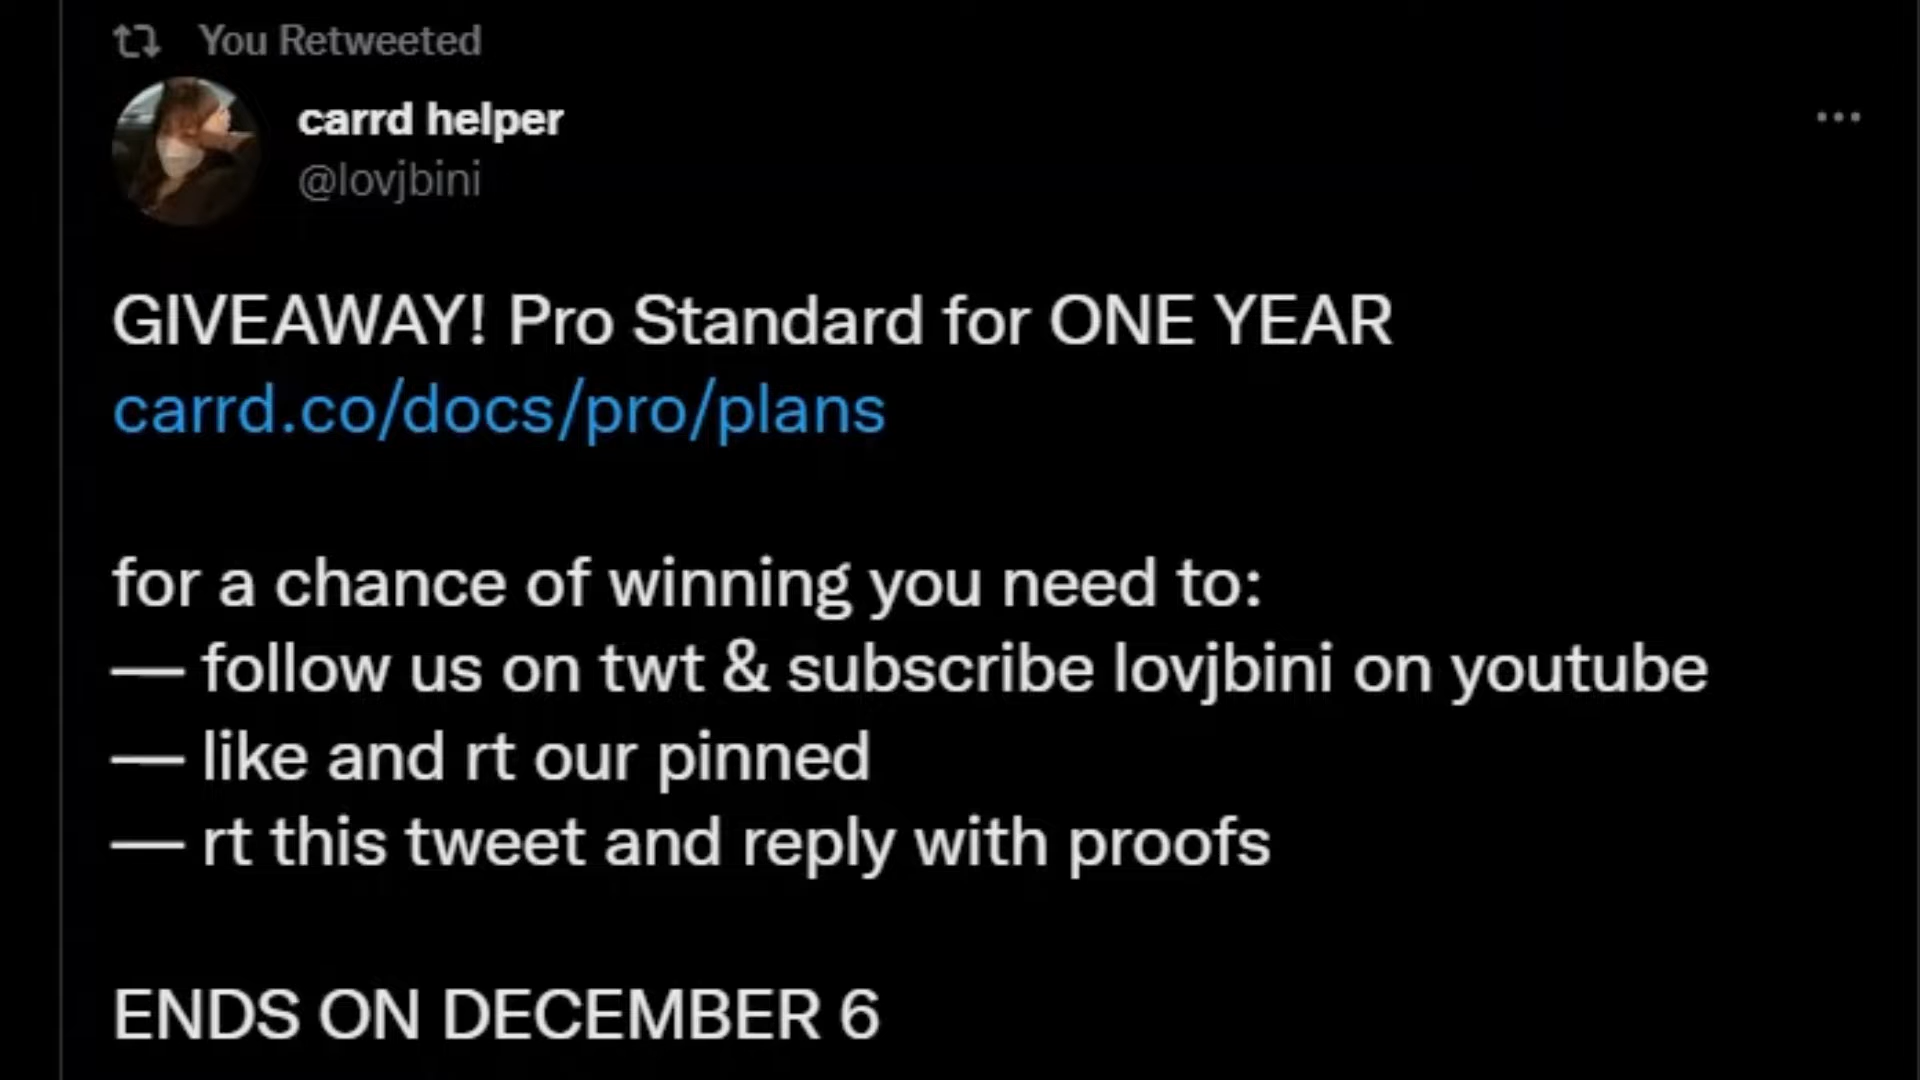 You Retweeted
carrd helper
@lovjbini
GIVEAWAY! Pro Standard for ONE YEAR
carrd.co/docs/pro/plans
for a chance of winning you need to:
— follow us on twt & subscribe lovjbini on youtube
— like and rt our pinned
— rt this tweet and reply with proofs
ENDS ON DECEMBER 6